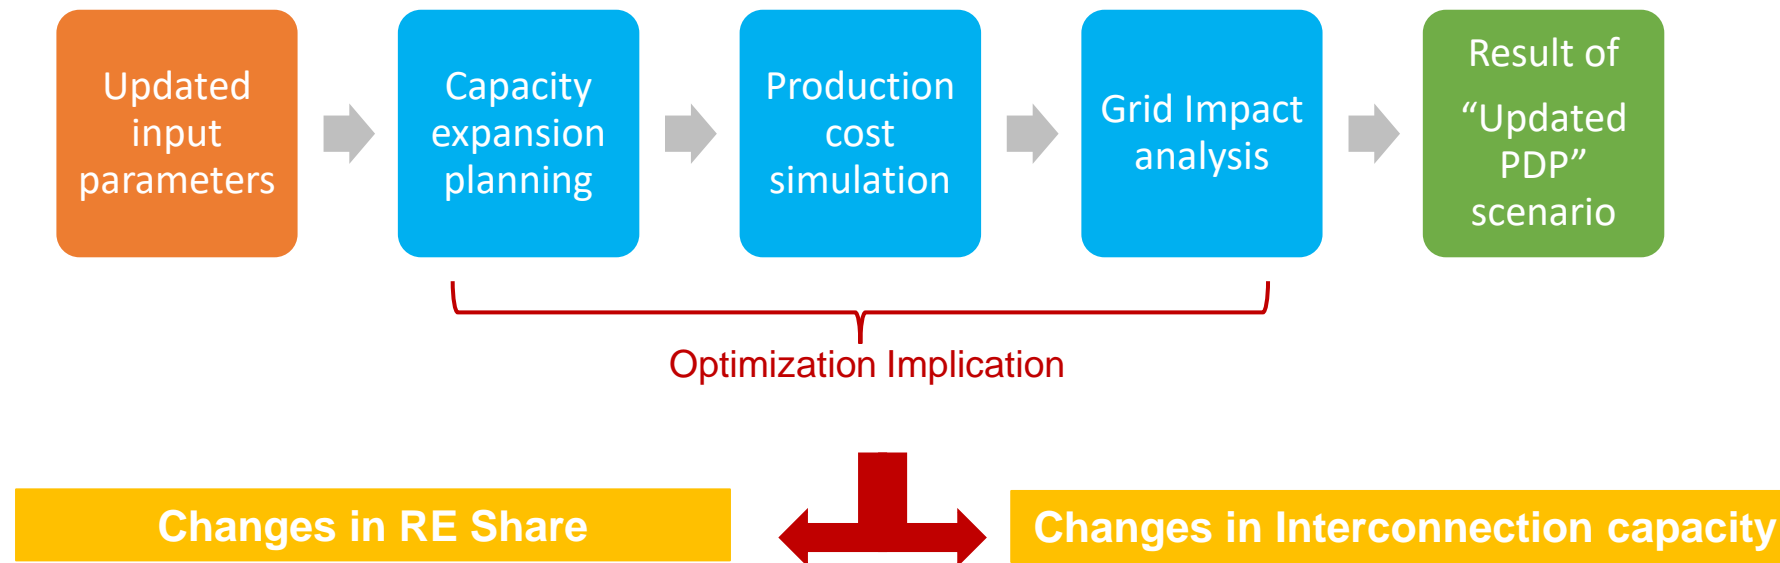 Updated
input
parameters
Capacity
expansion
planning
Production
cost
simulation
Grid Impact
analysis
Result of
“Updated
PDP”
scenario
Optimization Implication
Changes in RE Share
Changes in Interconnection capacity